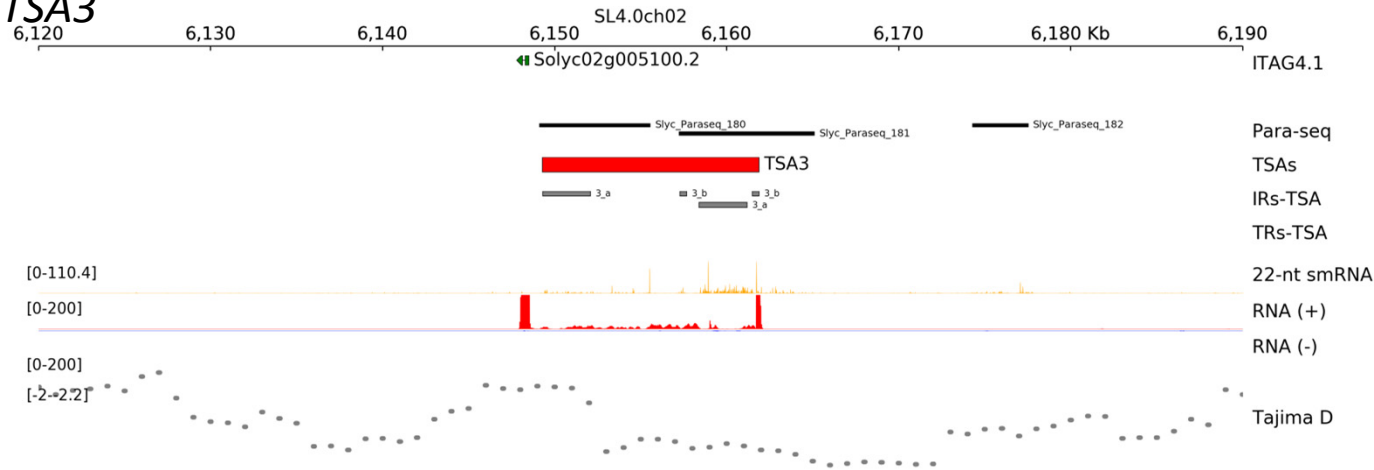 TSA3
SL4.0ch02
6,120 6,130 6,140 6,150 6,160 6,170 6,180 Kb 6,190
Solyc02g005100.2 ITAG4.1
Slyc_Paraseq_180 Slyc_Paraseq_181 Slyc_Paraseq_182 Para-seq
TSA3 TSAs
3_a 3_b 3_b IRs-TSA
3_a
TRs-TSA
[0-110.4] 22-nt smRNA
[0-200] RNA (+)
RNA (-)
[0-200]
[-2-2.2] Tajima D